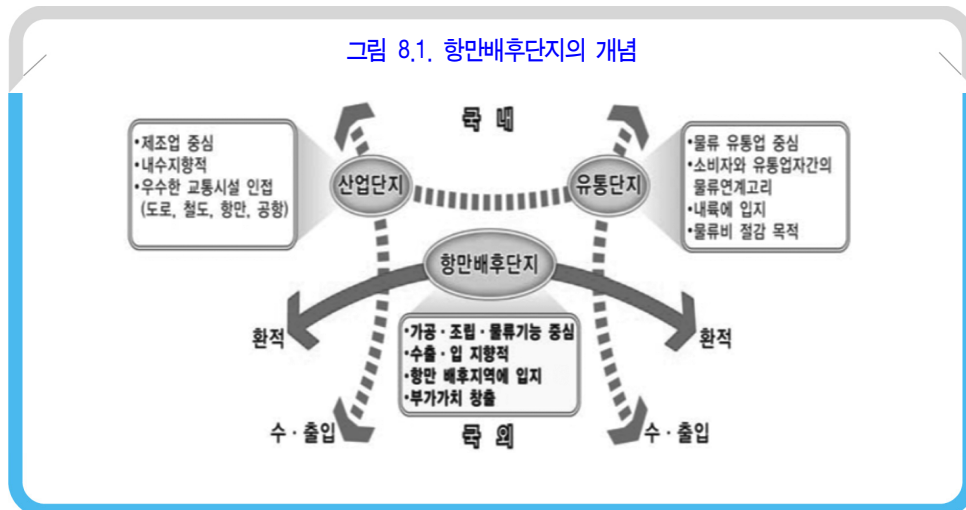 그림 8.1. 항만배후단지의 개념
국 내
•제조업 중심
•내수지향적
•우수한 교통시설 인접
(도로, 철도, 항만, 공항)
산업단지
유통단지
•물류 유통업 중심
•소비자와 유통업자간의
물류연계고리
•내륙에 입지
•물류비 절감 목적
항만배후단지
환적
•가공 · 조립 · 물류기능 중심
•수출 · 입 지향적
•항만 배후지역에 입지
•부가가치 창출
환적
수 · 출입
국 외
수 · 출입